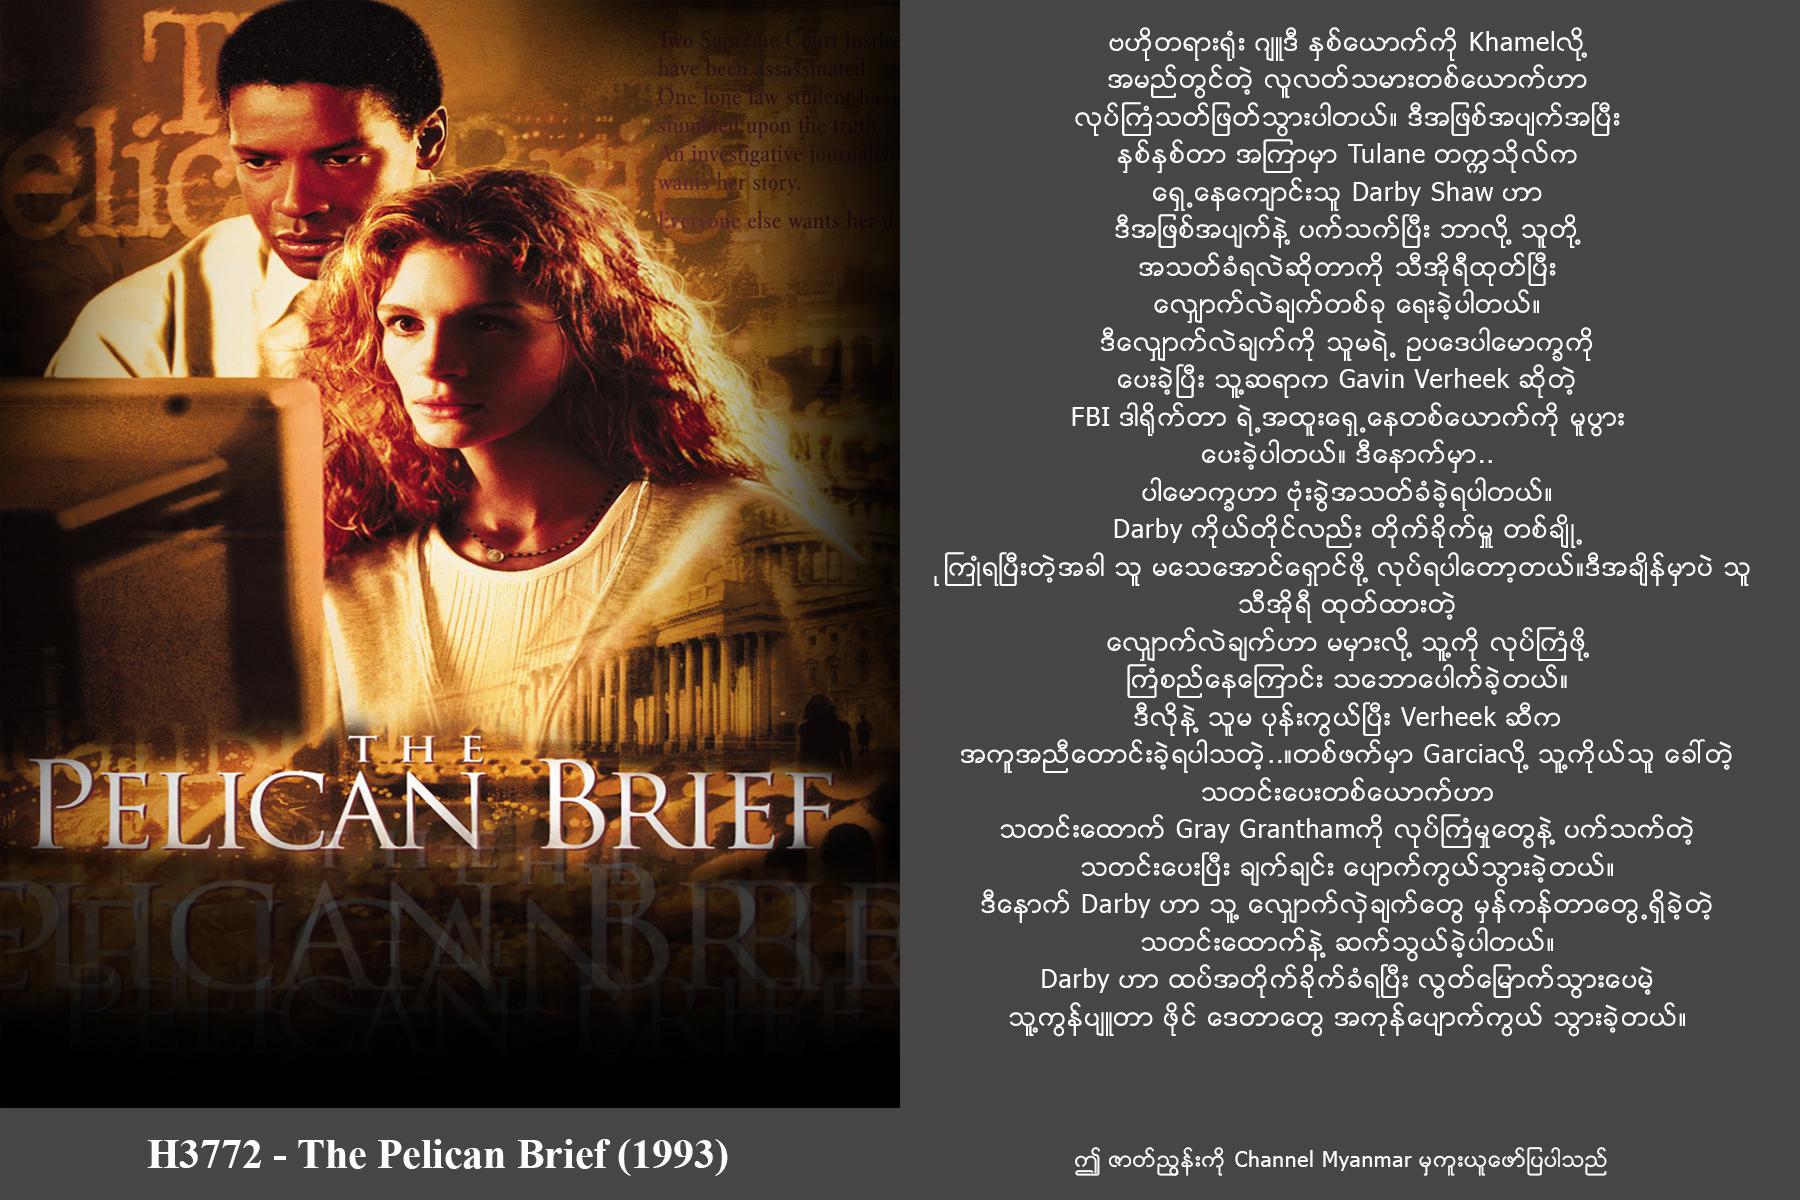 Two Supreme Court Justice
have been assassinated.
One lone law student has
stumbled upon the truth.
An investigative journalist
wants her story.
Everyone else wants her de
THE
PELICAN BRIEF
H3772 - The Pelican Brief (1993)
ဗဟိုတရားရုံး ဂျူဒီ နှစ်ယောက်ကို Khamelလို့
အမည်တွင်တဲ့ လူလတ်သမားတစ်ယောက်ဟာ
လုပ်ကြံသတ်ဖြတ်သွားပါတယ်။ ဒီအဖြစ်အပျက်အပြီး
နှစ်နှစ်တာ အကြာမှာ Tulane တက္ကသိုလ်က
ရှေ့နေကျောင်းသူ Darby Shaw ဟာ
ဒီအဖြစ်အပျက်နဲ့ ပက်သက်ပြီး ဘာလို့ သူတို့
အသတ်ခံရလဲဆိုတာကို သီအိုရီထုတ်ပြီး
လျှောက်လဲချက်တစ်ခု ရေးခဲ့ပါတယ်။
ဒီလျှောက်လဲချက်ကို သူမရဲ့ ဥပဒေပါမောက္ခကို
ပေးခဲ့ပြီး သူ့ဆရာက Gavin Verheek ဆိုတဲ့
FBI ဒါရိုက်တာ ရဲ့အထူးရှေ့နေတစ်ယောက်ကို မူပွား
ပေးခဲ့ပါတယ်။ ဒီနောက်မှာ..
ပါမောက္ခဟာ ဗုံးခွဲအသတ်ခံခဲ့ရပါတယ်။
Darby ကိုယ်တိုင်လည်း တိုက်ခိုက်မှူ တစ်ချို့
ု ကြုံရပြီးတဲ့အခါ သူ မသေအောင်ရှောင်ဖို့ လုပ်ရပါတော့တယ်။ဒီအချိန်မှာပဲ သူ
သီအိုရီ ထုတ်ထားတဲ့
လျှောက်လဲချက်ဟာ မမှားလို့ သူ့ကို လုပ်ကြံဖို့
ကြံစည်နေကြောင်း သဘောပေါက်ခဲ့တယ်။
ဒီလိုနဲ့ သူမ ပုန်းကွယ်ပြီး Verheek ဆီက
အကူအညီတောင်းခဲ့ရပါသတဲ့..။တစ်ဖက်မှာ Garciaလို့ သူ့ကိုယ်သူ ခေါ်တဲ့
သတင်းပေးတစ်ယောက်ဟာ
သတင်းထောက် Gray Granthamကို လုပ်ကြံမှုတွေနဲ့ ပက်သက်တဲ့
သတင်းပေးပြီး ချက်ချင်း ပျောက်ကွယ်သွားခဲ့တယ်။
ဒီနောက် Darby ဟာ သူ့ လျှောက်လှဲချက်တွေ မှန်ကန်တာတွေ့ရှိခဲ့တဲ့
သတင်းထောက်နဲ့ ဆက်သွယ်ခဲ့ပါတယ်။
Darby ဟာ ထပ်အတိုက်ခိုက်ခံရပြီး လွတ်မြောက်သွားပေမဲ့
သူ့ကွန်ပျူတာ ဖိုင် ဒေတာတွေ အကုန်ပျောက်ကွယ် သွားခဲ့တယ်။
ဤ ဇာတ်ညွှန်းကို Channel Myanmar မှကူးယူဖော်ပြပါသည်